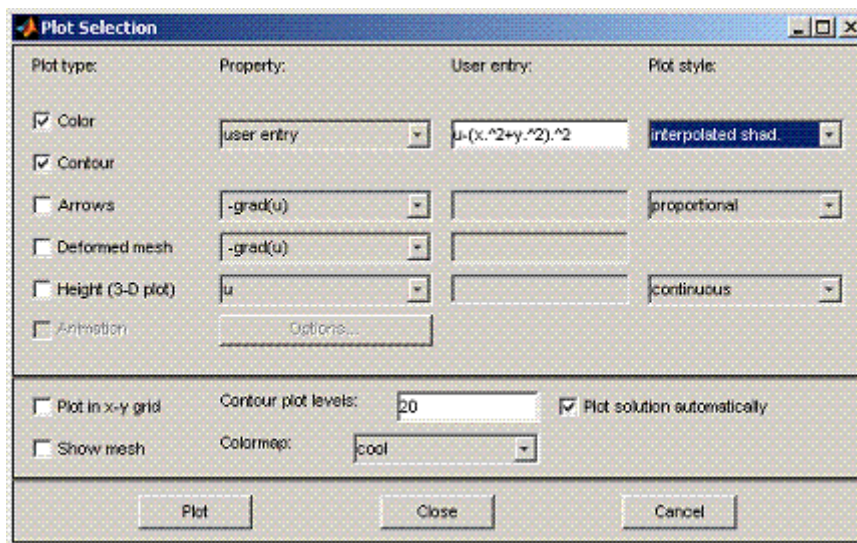 Plot Selection
Plot type: Property: User entry: Plot style:
Color
user entry u-(x.^2+y.^2).^2 interpolated shad.
Contour
Arrows -grad(u) proportional
Deformed mesh -grad(u)
Height (3-D plot) u continuous
Animation Options...
Plot in x-y grid Contour plot levels: 20 Plot solution automatically
Show mesh Colormap: cool
Plot Close Cancel